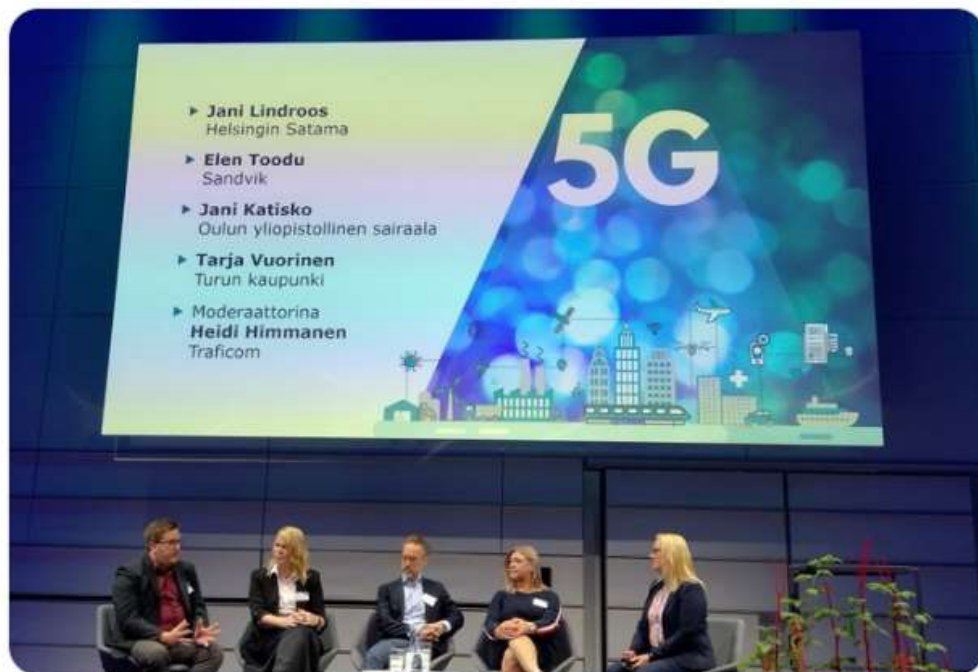 Jani Lindroos
Helsingin Satama
Elen Toodu
Sandvik
Jani Katisko
Oulun yliopistollinen sairaala
Tarja Vuorinen
Turun kaupunki
Moderaattorina
Heidi Himmanen
Traficom
5G